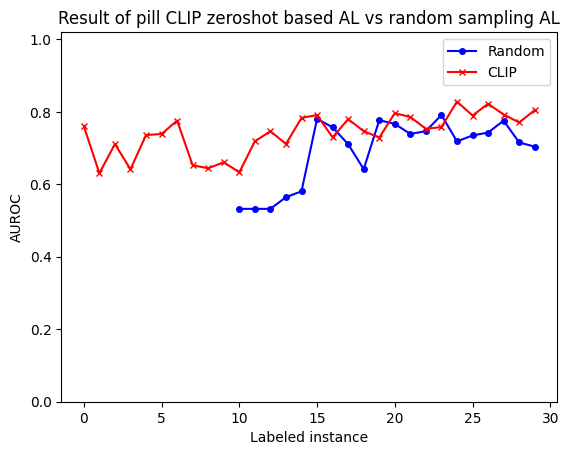 Result of pill CLIP zeroshot based AL vs random sampling AL
Random
CLIP
AUROC
1.0
0.8
0.6
0.4
0.2
0.0
0 5 10 15 20 25 30
Labeled instance